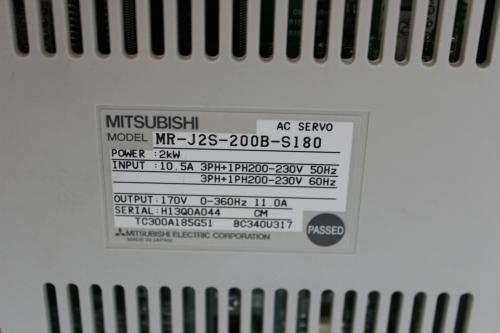 MITSUBISHI AC SERVO
MODEL MR-J2S-200B-S180
POWER :2kW
INPUT :10.5A 3PH+1PH200-230V 50Hz
3PH+1PH200-230V 60Hz
OUTPUT:170V 0-360Hz 11.0A
SERIAL:H13Q0A044 CM
TC300A185G51 BC340U317
MITSUBISHI ELECTRIC CORPORATION
MADE IN JAPAN
PASSED